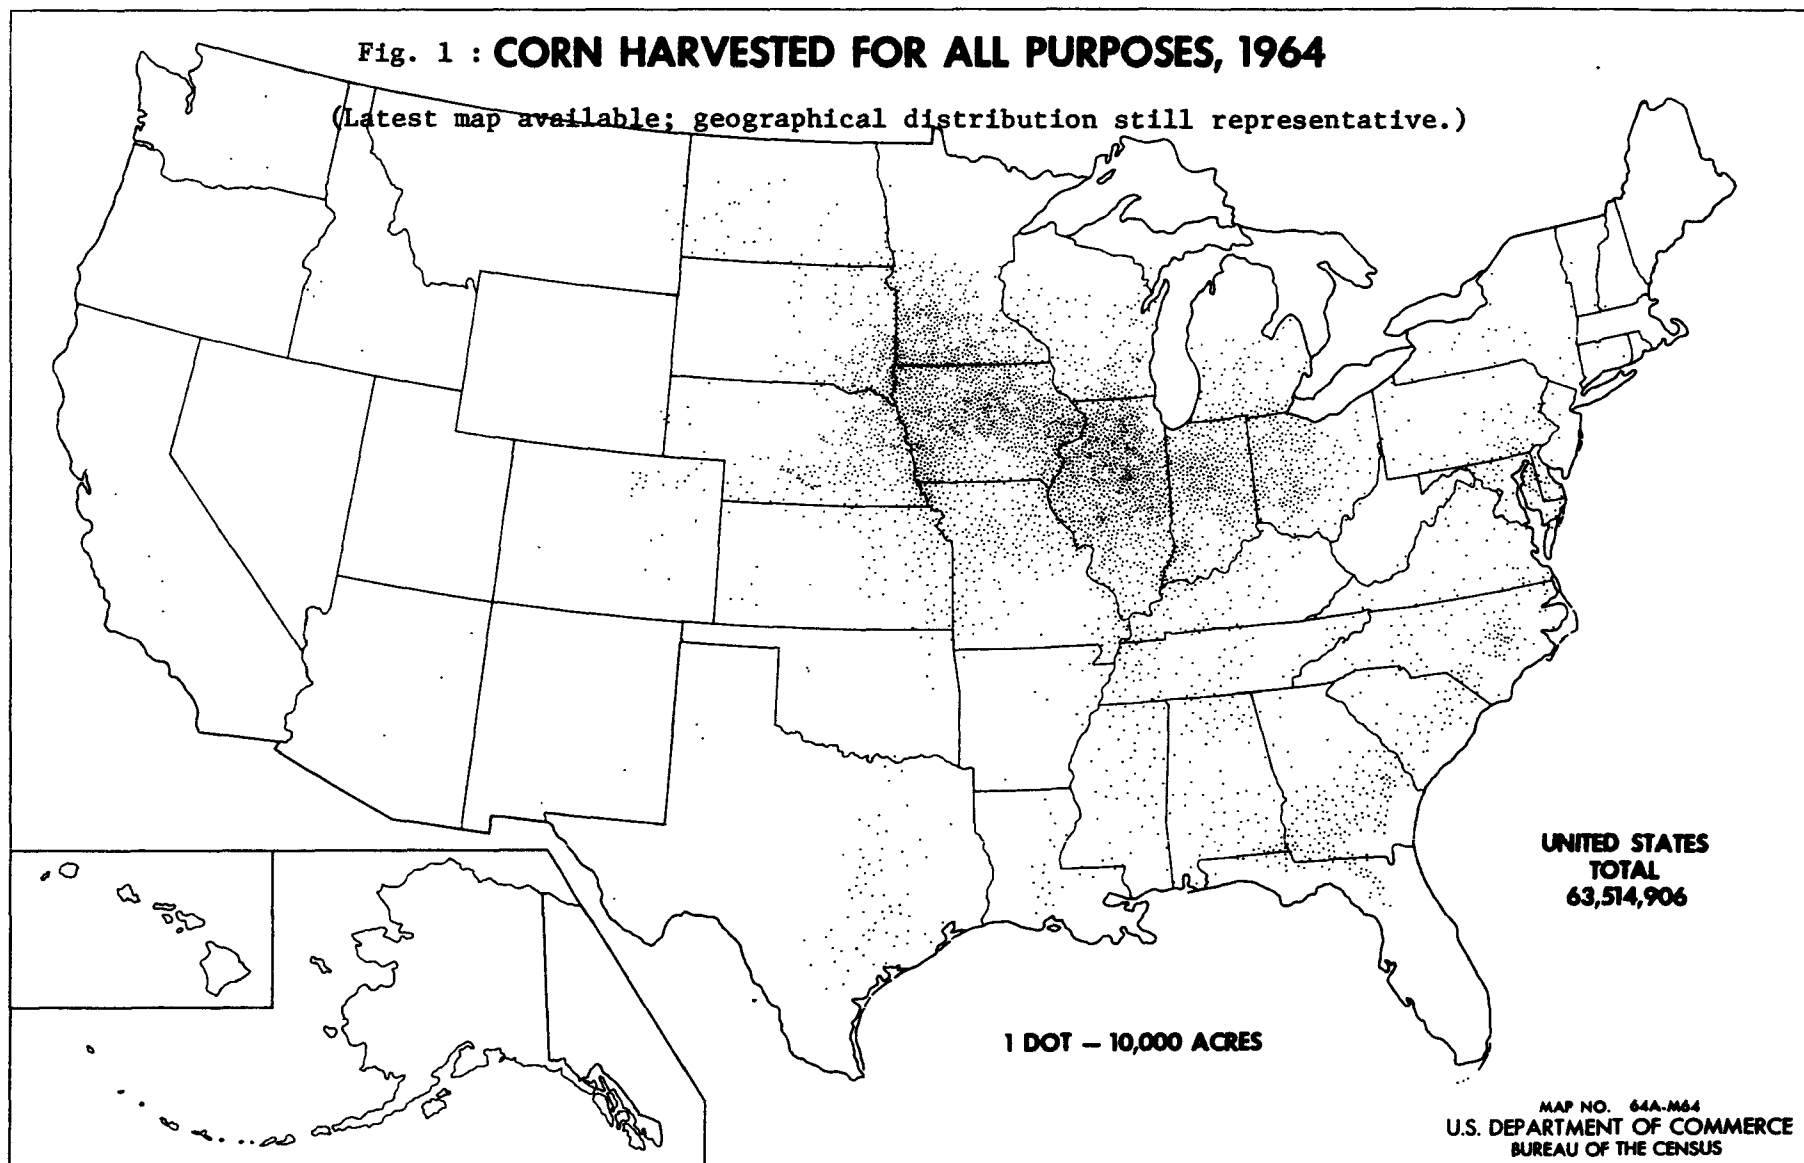 Fig. 1 : CORN HARVESTED FOR ALL PURPOSES, 1964
(Latest map available; geographical distribution still representative.)
UNITED STATES
TOTAL
63,514,906
1 DOT — 10,000 ACRES
MAP NO. 64A-M64
U.S. DEPARTMENT OF COMMERCE
BUREAU OF THE CENSUS